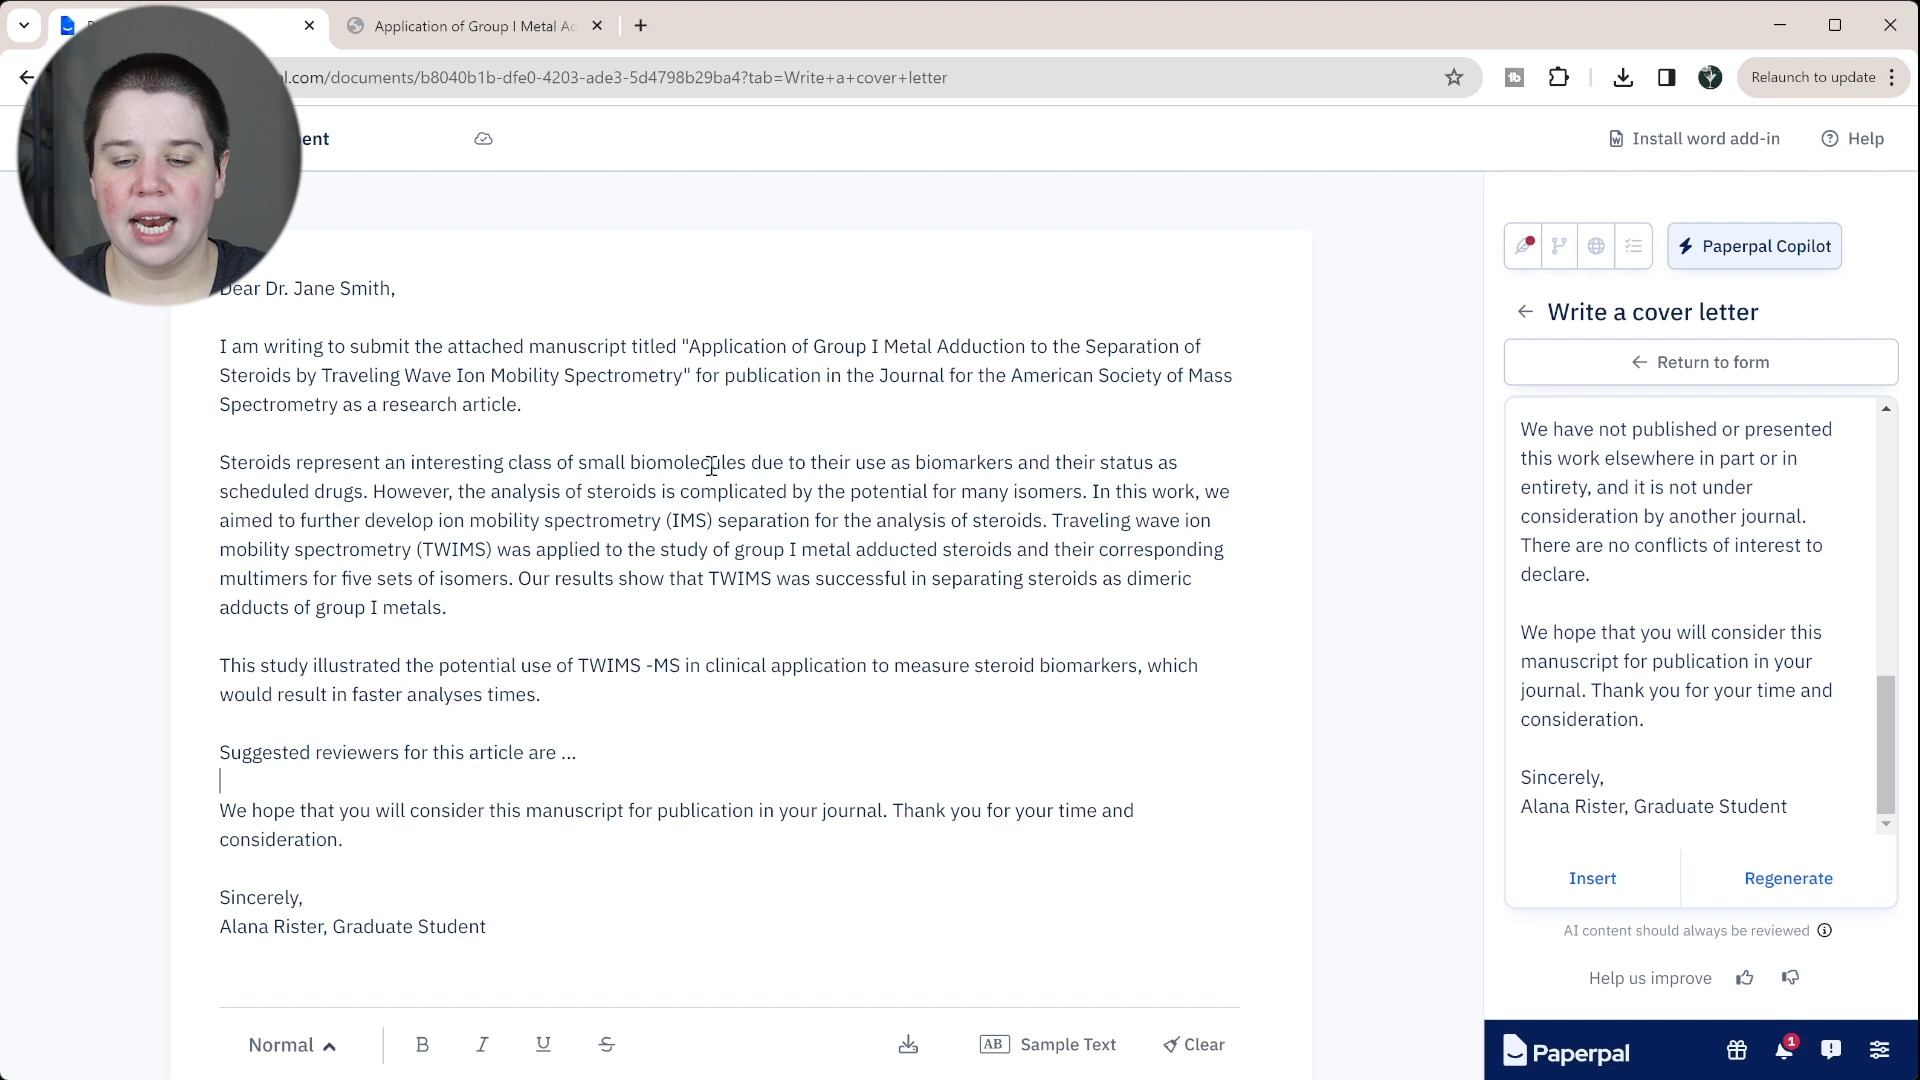 Application of Group I Metal Ad
l.com/documents/b8040b1b-dfe0-4203-ade3-5d4798b29ba4?tab=Write+a+cover+letter
Relaunch to update
ent
Install word add-in
Help
Dear Dr. Jane Smith,
I am writing to submit the attached manuscript titled "Application of Group I Metal Adduction to the Separation of
Steroids by Traveling Wave Ion Mobility Spectrometry" for publication in the Journal for the American Society of Mass
Spectrometry as a research article.
Steroids represent an interesting class of small biomolecules due to their use as biomarkers and their status as
scheduled drugs. However, the analysis of steroids is complicated by the potential for many isomers. In this work, we
aimed to further develop ion mobility spectrometry (IMS) separation for the analysis of steroids. Traveling wave ion
mobility spectrometry (TWIMS) was applied to the study of group I metal adducted steroids and their corresponding
multimers for five sets of isomers. Our results show that TWIMS was successful in separating steroids as dimeric
adducts of group I metals.
This study illustrated the potential use of TWIMS -MS in clinical application to measure steroid biomarkers, which
would result in faster analyses times.
Suggested reviewers for this article are ...
We hope that you will consider this manuscript for publication in your journal. Thank you for your time and
consideration.
Sincerely,
Alana Rister, Graduate Student
Normal
B
I
U
S
AB Sample Text
Clear
Paperpal Copilot
Write a cover letter
Return to form
We have not published or presented
this work elsewhere in part or in
entirety, and it is not under
consideration by another journal.
There are no conflicts of interest to
declare.
We hope that you will consider this
manuscript for publication in your
journal. Thank you for your time and
consideration.
Sincerely,
Alana Rister, Graduate Student
Insert
Regenerate
AI content should always be reviewed
Help us improve
Paperpal
1